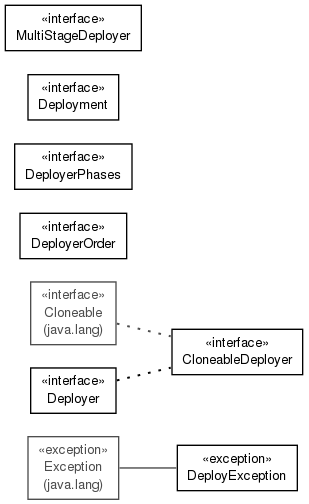 «interface»
MultiStageDeployer
«interface»
Deployment
«interface»
DeployerPhases
«interface»
DeployerOrder
«interface»
Cloneable
(java.lang)
«interface»
CloneableDeployer
«interface»
Deployer
«exception»
Exception
(java.lang)
«exception»
DeployException